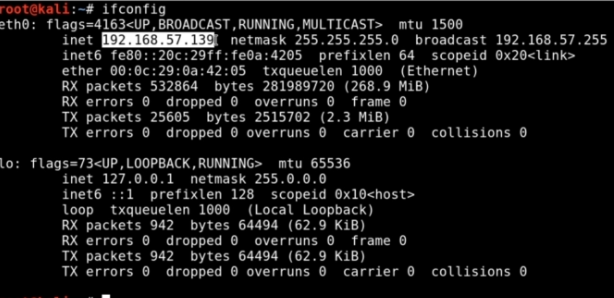 root@kali:~# ifconfig
eth0: flags=4163<UP,BROADCAST,RUNNING,MULTICAST>  mtu 1500
inet 192.168.57.139  netmask 255.255.255.0  broadcast 192.168.57.255
inet6 fe80::20c:29ff:fe0a:4205  prefixlen 64  scopeid 0x20<link>
ether 00:0c:29:0a:42:05  txqueuelen 1000  (Ethernet)
RX packets 532864  bytes 281989720 (268.9 MiB)
RX errors 0  dropped 0  overruns 0  frame 0
TX packets 25605  bytes 2515702 (2.3 MiB)
TX errors 0  dropped 0 overruns 0  carrier 0  collisions 0
lo: flags=73<UP,LOOPBACK,RUNNING>  mtu 65536
inet 127.0.0.1  netmask 255.0.0.0
inet6 ::1  prefixlen 128  scopeid 0x10<host>
loop  txqueuelen 1000  (Local Loopback)
RX packets 942  bytes 64494 (62.9 KiB)
RX errors 0  dropped 0  overruns 0  frame 0
TX packets 942  bytes 64494 (62.9 KiB)
TX errors 0  dropped 0 overruns 0  carrier 0  collisions 0